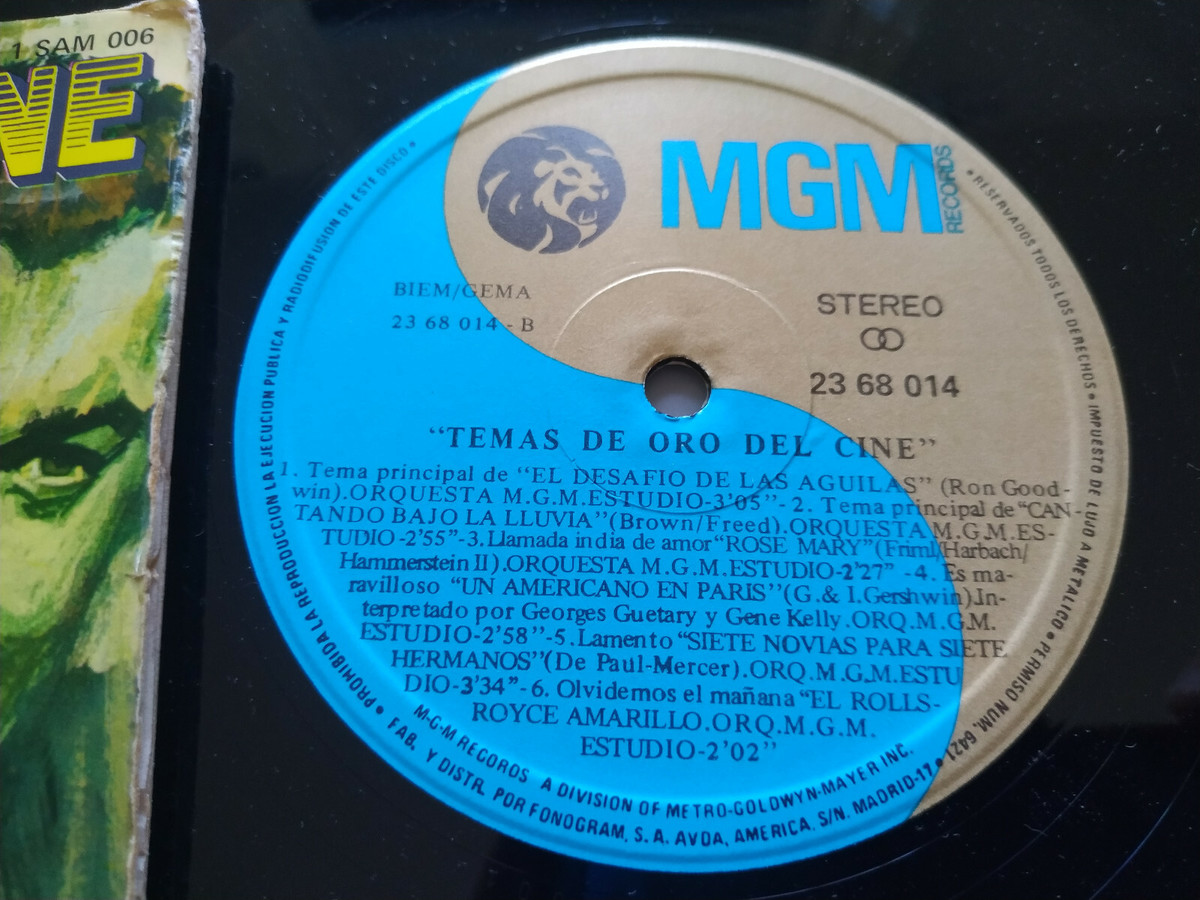 1 SAM 006
NE
MGM
RECORDS
BIEM/GEMA
23 68 014 - B
STEREO
23 68 014
“TEMAS DE ORO DEL CINE”
1. Tema principal de “EL DESAFIO DE LAS AGUILAS” (Ron Good-
win).ORQUESTA M.G.M.ESTUDIO-3’05”-2. Tema principal de “CAN-
TANDO BAJO LA LLUVIA”(Brown/Freed).ORQUESTA M.G.M.ES-
TUDIO-2’55”-3.Llamada india de amor“ROSE MARY”(Friml/Harbach/
Hammerstein II).ORQUESTA M.G.M.ESTUDIO-2’27” -4. Es ma-
ravilloso “UN AMERICANO EN PARIS”(G.& I.Gershwin).In-
terpretado por Georges Guetary y Gene Kelly.ORQ.M.G.M.
ESTUDIO-2’58”-5.Lamento “SIETE NOVIAS PARA SIETE
HERMANOS”(De Paul-Mercer).ORQ.M.G.M.ESTU
DIO-3’34”-6. Olvidemos el mañana “EL ROLLS-
ROYCE AMARILLO.ORQ.M.G.M.
ESTUDIO-2’02”
M-G-M RECORDS A DIVISION OF METRO-GOLDWYN-MAYER INC.
• PROHIBIDA LA REPRODUCCION LA EJECUCION PUBLICA Y RADIODIFUSION DE ESTE DISCO •
• RESERVADOS TODOS LOS DERECHOS • IMPUESTO DE LUJO A METALICO • PERMISO NUM. 6421 •
FAB. Y DISTR. POR FONOGRAM, S. A. AVDA, AMERICA, S/N. MADRID-17